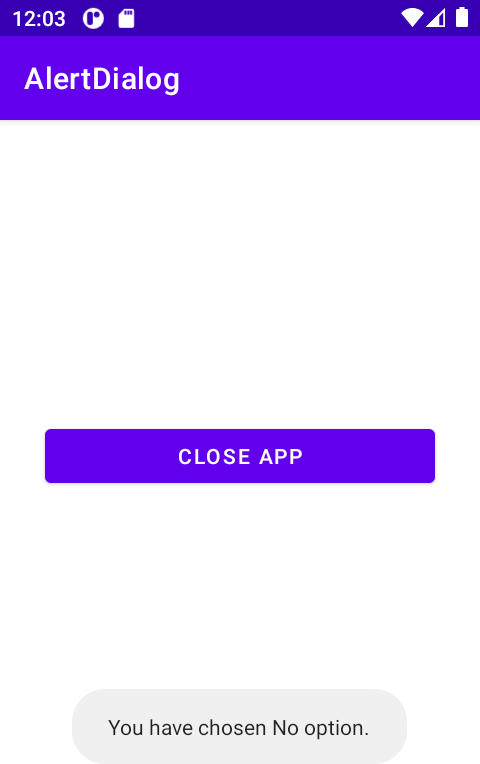 12:03
AlertDialog
CLOSE APP
You have chosen No option.